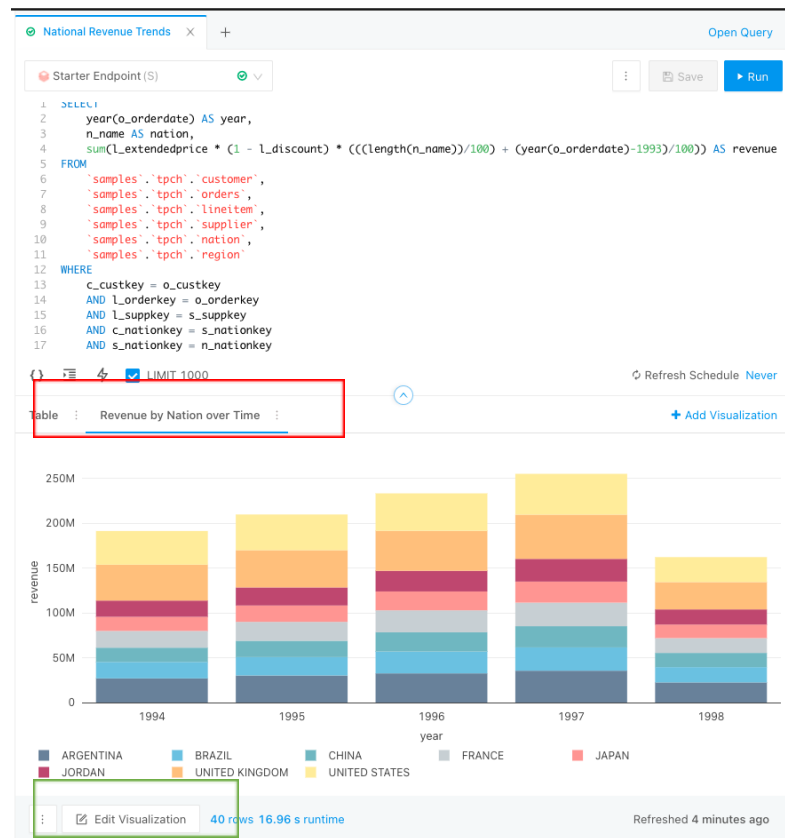 National Revenue Trends
Open Query
Starter Endpoint (S)
Save
Run
1 SELECT
2 year(o_orderdate) AS year,
3 n_name AS nation,
4 sum(l_extendedprice * (1 - l_discount) * (((length(n_name))/100) + (year(o_orderdate)-1993)/100)) AS revenue
5 FROM
6 `samples`.`tpch`.`customer`,
7 `samples`.`tpch`.`orders`,
8 `samples`.`tpch`.`lineitem`,
9 `samples`.`tpch`.`supplier`,
10 `samples`.`tpch`.`nation`,
11 `samples`.`tpch`.`region`
12 WHERE
13 c_custkey = o_custkey
14 AND l_orderkey = o_orderkey
15 AND l_suppkey = s_suppkey
16 AND c_nationkey = s_nationkey
17 AND s_nationkey = n_nationkey
{} LIMIT 1000
Refresh Schedule Never
Table
Revenue by Nation over Time
+ Add Visualization
250M
200M
150M
100M
50M
0
revenue
1994 1995 1996 1997 1998
year
ARGENTINA BRAZIL CHINA FRANCE JAPAN
JORDAN UNITED KINGDOM UNITED STATES
Edit Visualization
40 rows 16.96 s runtime
Refreshed 4 minutes ago